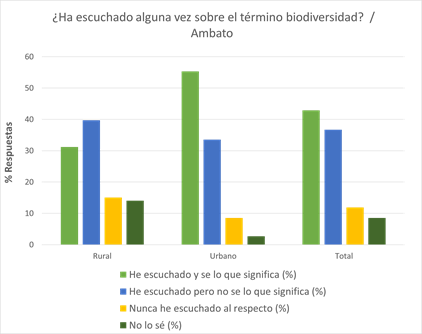 ¿Ha escuchado alguna vez sobre el término biodiversidad? /
Ambato
% Respuestas
60
50
40
30
20
10
0
Rural
Urbano
Total
He escuchado y se lo que significa (%)
He escuchado pero no se lo que significa (%)
Nunca he escuchado al respecto (%)
No lo sé (%)